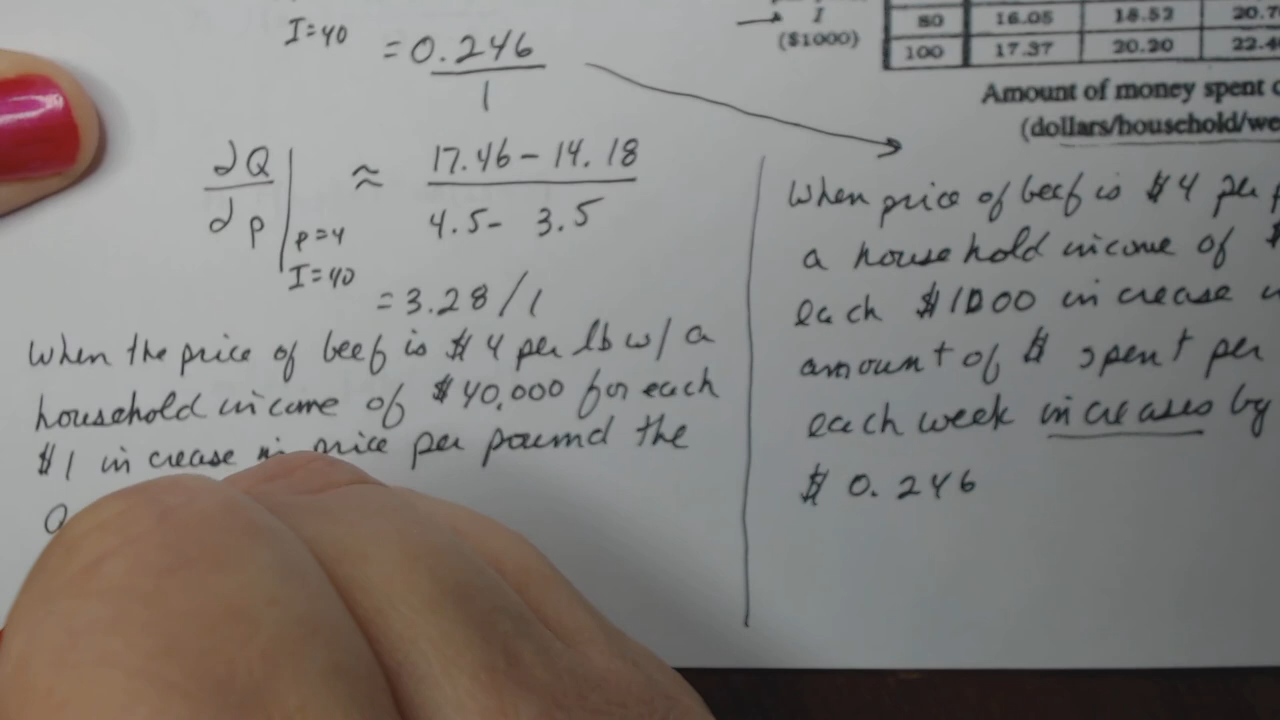 I=40
= 0.246
1
∂Q
∂p
p=4
I=40
≈
17.46 - 14.18
4.5 - 3.5
= 3.28 / 1
When the price of beef is $4 per lb w/ a
household income of $40,000 for each
$1 increase in price per pound the
I
($1000)
80 16.05 18.52 20.7
100 17.37 20.20
Amount of money spent
(dollars/household/we
When price of beef is $4 per
a household income of $
each $1000 increase
amount of $ spent per
each week increases by
$ 0.246